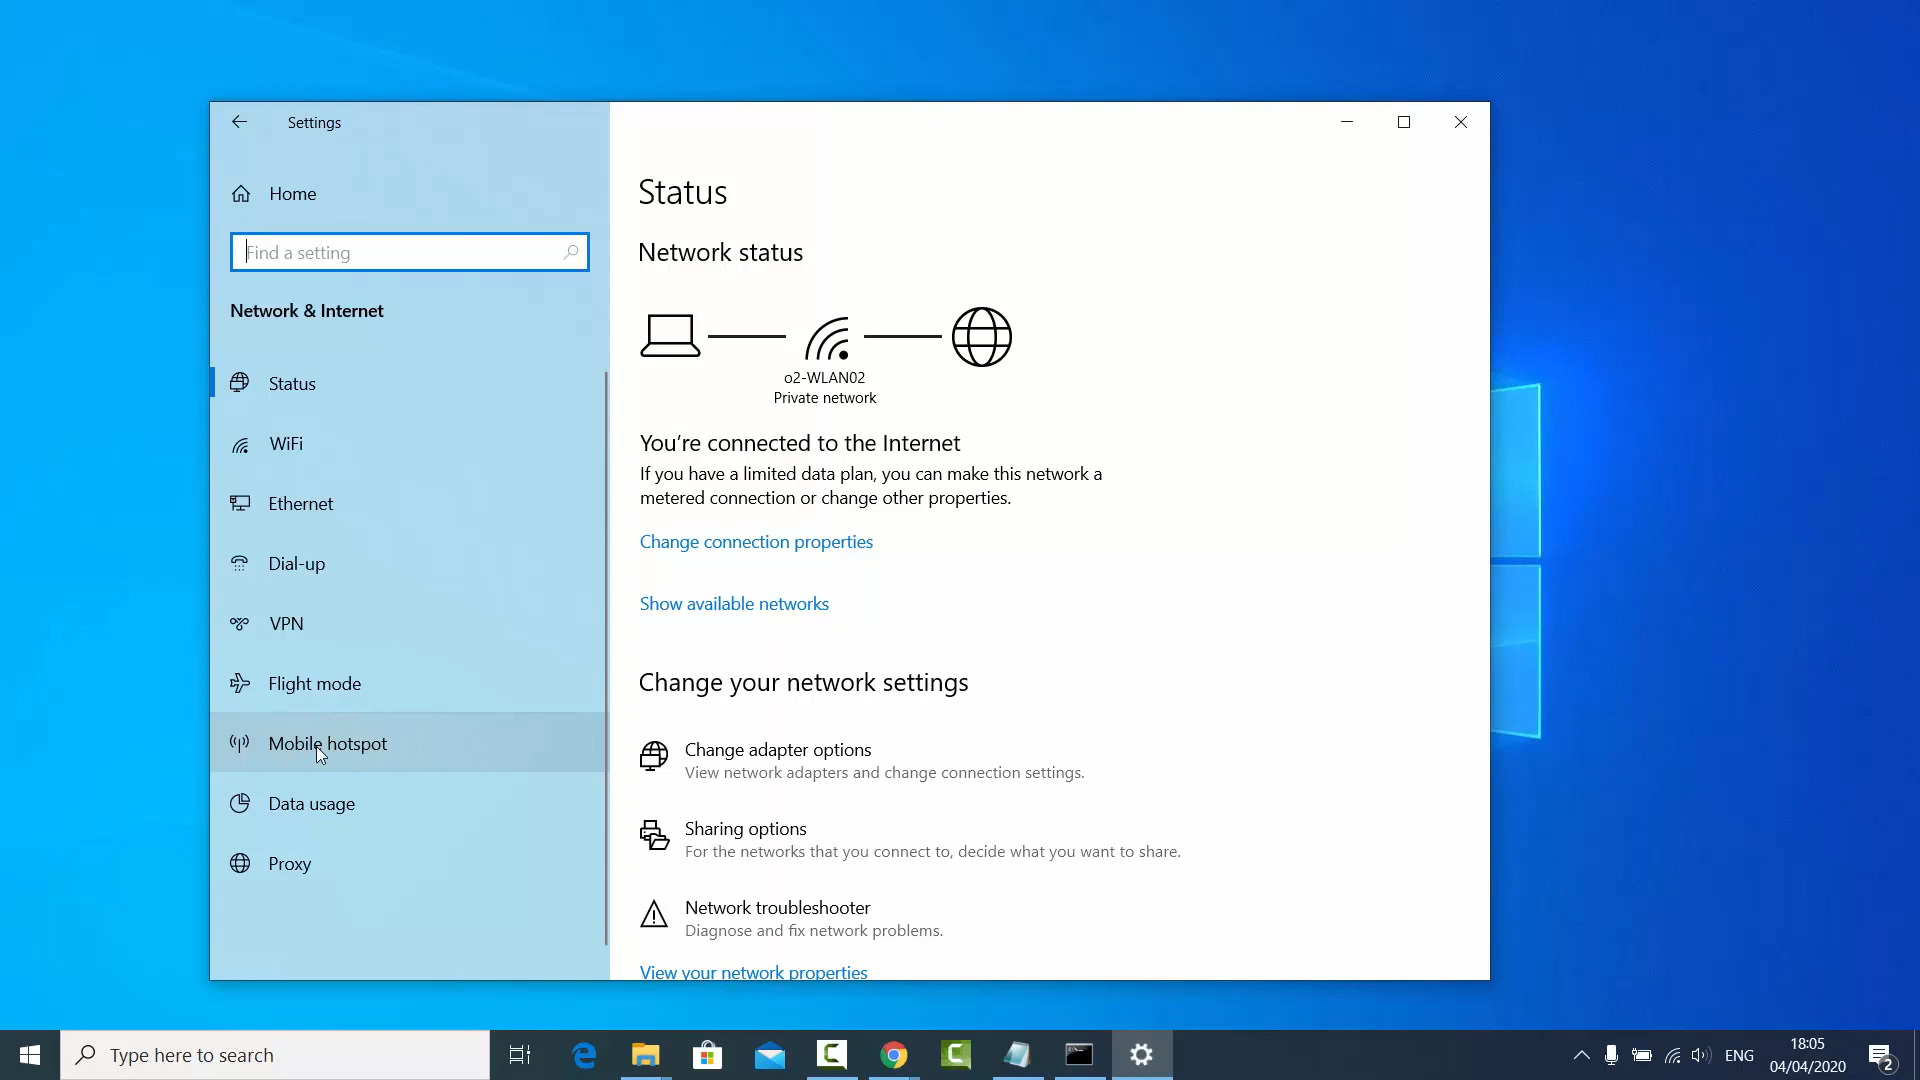 Settings
Home
Find a setting
Network & Internet
Status
WiFi
Ethernet
Dial-up
VPN
Flight mode
Mobile hotspot
Data usage
Proxy
Status
Network status
o2-WLAN02
Private network
You're connected to the Internet
If you have a limited data plan, you can make this network a
metered connection or change other properties.
Change connection properties
Show available networks
Change your network settings
Change adapter options
View network adapters and change connection settings.
Sharing options
For the networks that you connect to, decide what you want to share.
Network troubleshooter
Diagnose and fix network problems.
View your network properties
Type here to search
ENG
18:05
04/04/2020
2